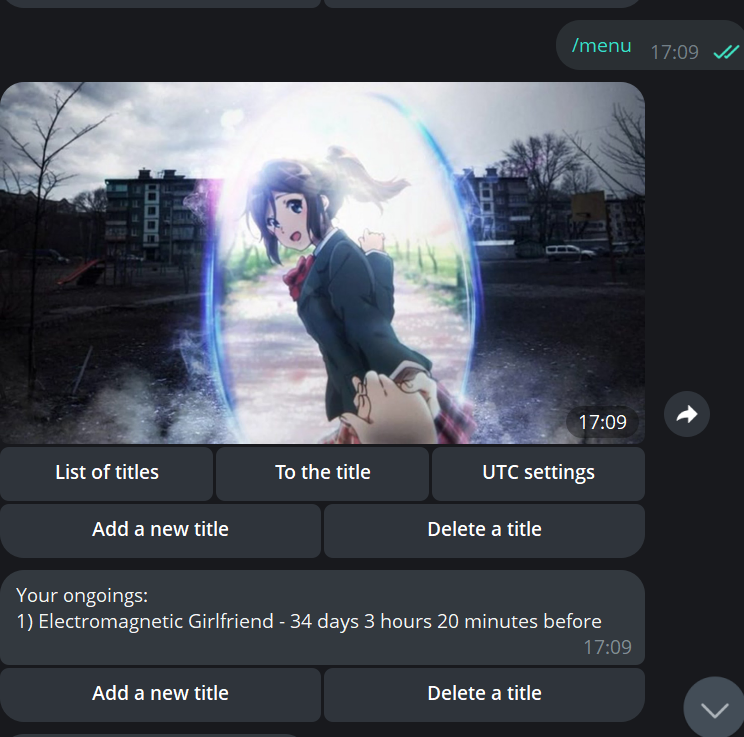 /menu 17:09
17:09
List of titles
To the title
UTC settings
Add a new title
Delete a title
Your ongoings:
1) Electromagnetic Girlfriend - 34 days 3 hours 20 minutes before
17:09
Add a new title
Delete a title